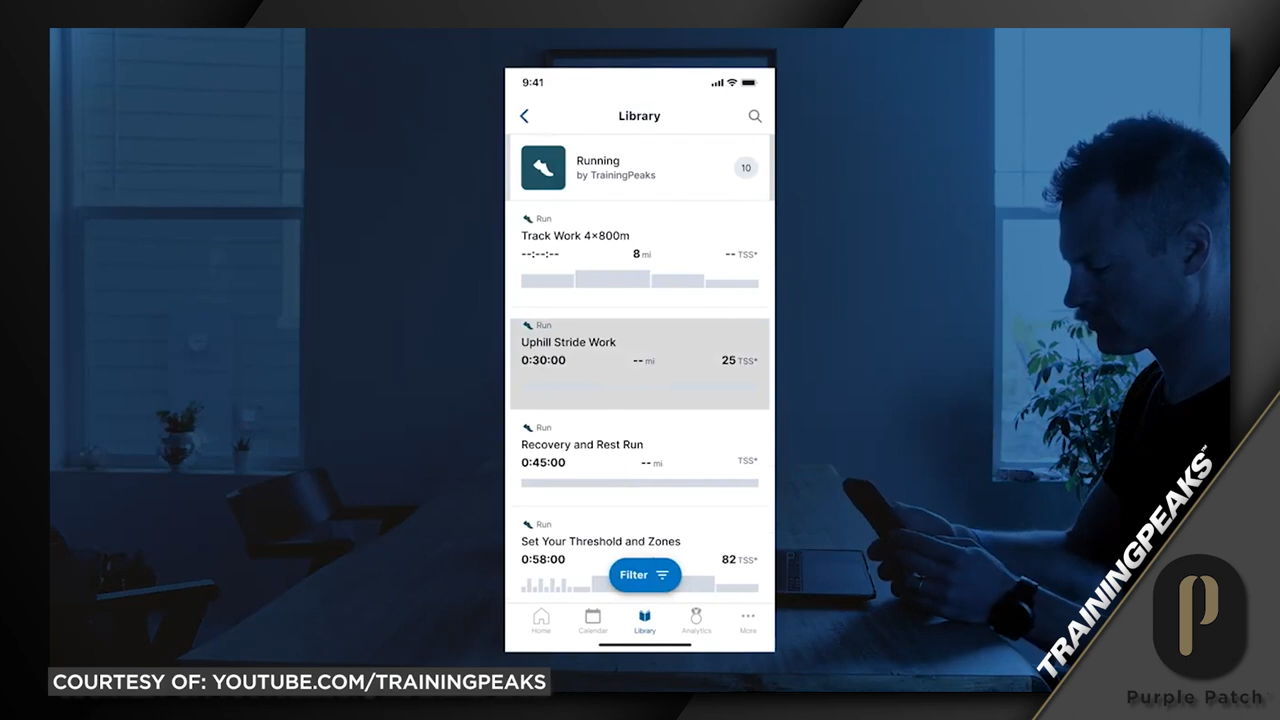 9:41
Library
Running
by TrainingPeaks
10
Run
Track Work 4×800m
--:--:-- 8 mi -- TSS*
Run
Uphill Stride Work
0:30:00 -- mi 25 TSS*
Run
Recovery and Rest Run
0:45:00 -- mi TSS*
Run
Set Your Threshold and Zones
0:58:00 82 TSS*
Filter
Home Calendar Library Analytics More
TRAININGPEAKS™
COURTESY OF: YOUTUBE.COM/TRAININGPEAKS
Purple Patch